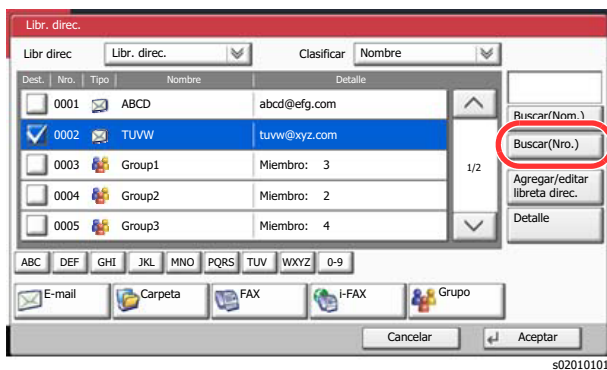 Libr. direc.
Libr direc Libr. direc. Clasificar Nombre
Dest. Nro. Tipo Nombre Detalle
0001 ABCD abcd@efg.com
Buscar(Nom.)
0002 TUVW tuvw@xyz.com
Buscar(Nro.)
0003 Group1 Miembro: 3 1/2
Agregar/editar
libreta direc.
0004 Group2 Miembro: 2
Detalle
0005 Group3 Miembro: 4
ABC DEF GHI JKL MNO PQRS TUV WXYZ 0-9
E-mail Carpeta FAX i-FAX Grupo
Cancelar Aceptar
s02010101